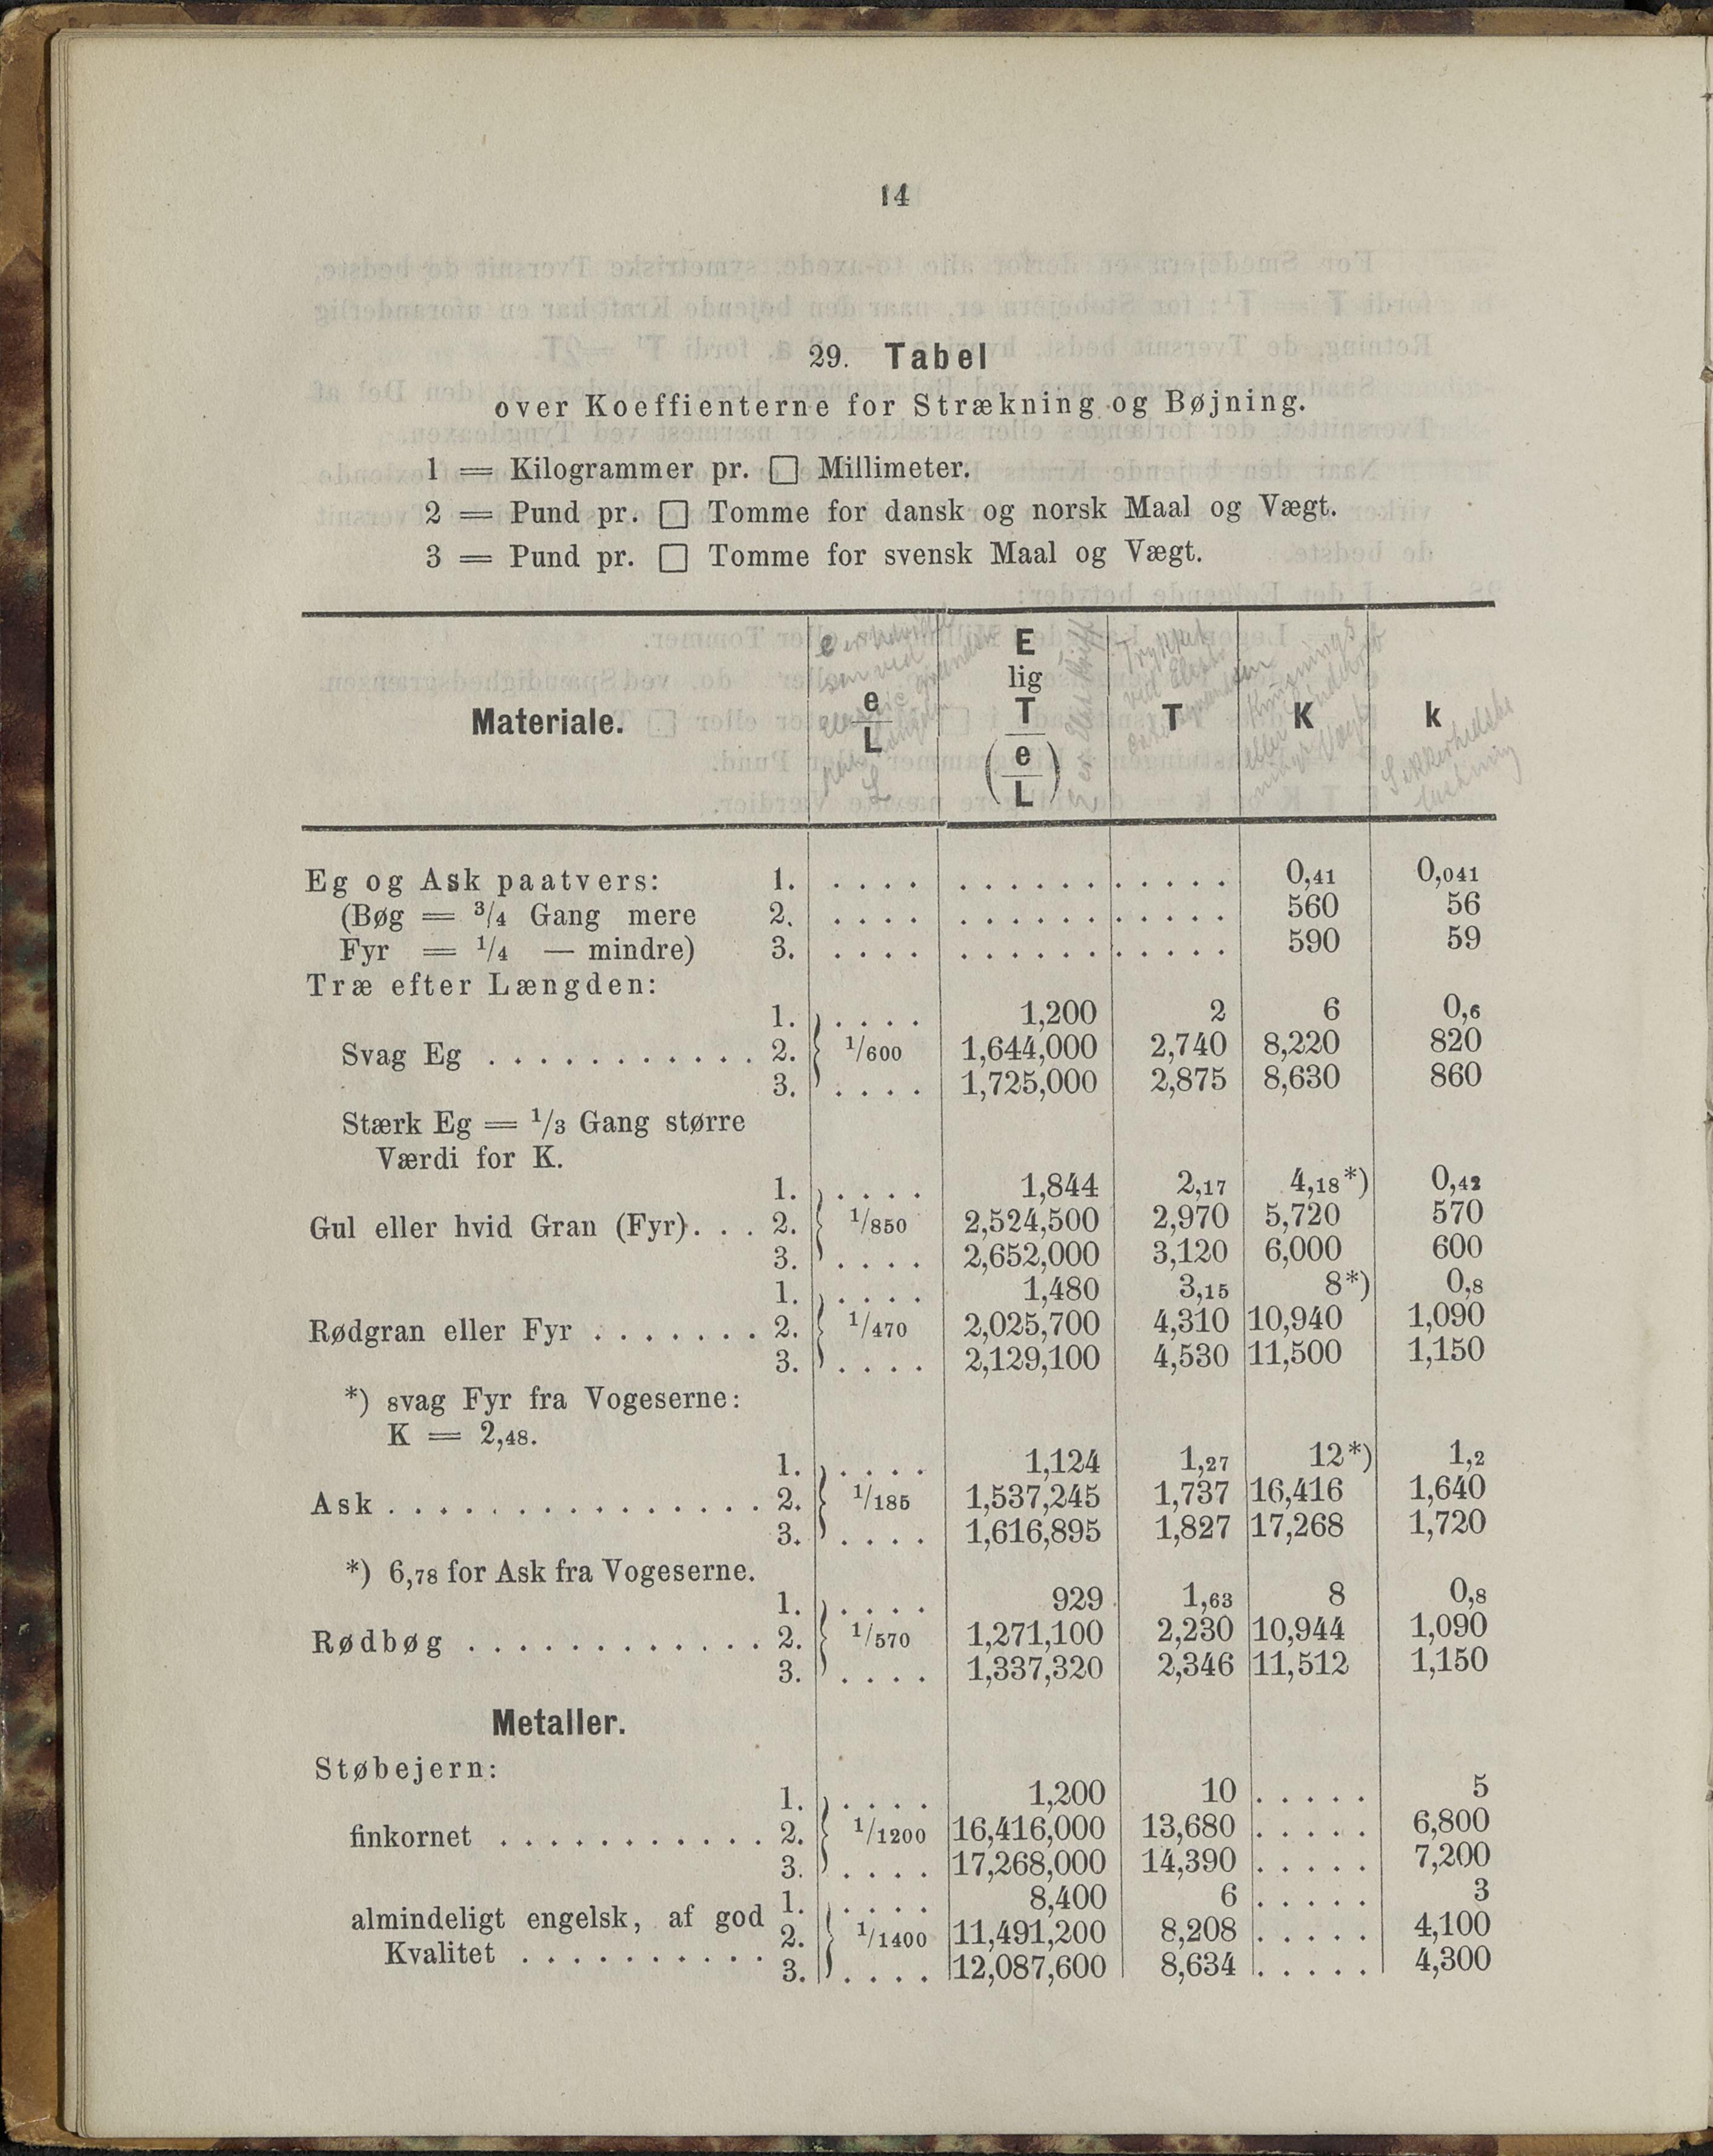 14
29. Tabel
over Koeffienterne for Strækning og Bøjning.
1 = Kilogrammer pr. □ Millimeter.
2 = Pund pr. □ Tomme for dansk og norsk Maal og Vægt.
3 = Pund pr. □ Tomme for svensk Maal og Vægt.
Materiale. e/L E lig T/(e/L) T K k
Eg og Ask paatvers: 1. . . . . . . . . . . . . . . . 0,41 0,041
(Bøg = 3/4 Gang mere 2. . . . . . . . . . . . . . . . 560 56
Fyr = 1/4 — mindre) 3. . . . . . . . . . . . . . . . 590 59
Træ efter Længden:
1. . . . . 1,200 2 6 0,6
Svag Eg . . . . . . . . . . . 2. 1/600 1,644,000 2,740 8,220 820
3. . . . . 1,725,000 2,875 8,630 860
Stærk Eg = 1/3 Gang større
Værdi for K.
1. . . . . 1,844 2,17 4,18*) 0,42
Gul eller hvid Gran (Fyr). . . 2. 1/850 2,524,500 2,970 5,720 570
3. . . . . 2,652,000 3,120 6,000 600
1. . . . . 1,480 3,15 8*) 0,8
Rødgran eller Fyr . . . . . . . 2. 1/470 2,025,700 4,310 10,940 1,090
3. . . . . 2,129,100 4,530 11,500 1,150
*) svag Fyr fra Vogeserne:
K = 2,48.
1. . . . . 1,124 1,27 12*) 1,2
Ask . . . . . . . . . . . . . . . 2. 1/185 1,537,245 1,737 16,416 1,640
3. . . . . 1,616,895 1,827 17,268 1,720
*) 6,78 for Ask fra Vogeserne.
1. . . . . 929 1,63 8 0,8
Rødbøg . . . . . . . . . . . . 2. 1/570 1,271,100 2,230 10,944 1,090
3. . . . . 1,337,320 2,346 11,512 1,150
Metaller.
Støbejern:
1. . . . . 1,200 10 . . . . . 5
finkornet . . . . . . . . . . . 2. 1/1200 16,416,000 13,680 . . . . . 6,800
3. . . . . 17,268,000 14,390 . . . . . 7,200
1. . . . . 8,400 6 . . . . . 3
almindeligt engelsk, af god 2. 1/1400 11,491,200 8,208 . . . . . 4,100
Kvalitet . . . . . . . . . . 3. . . . . 12,087,600 8,634 . . . . . 4,300